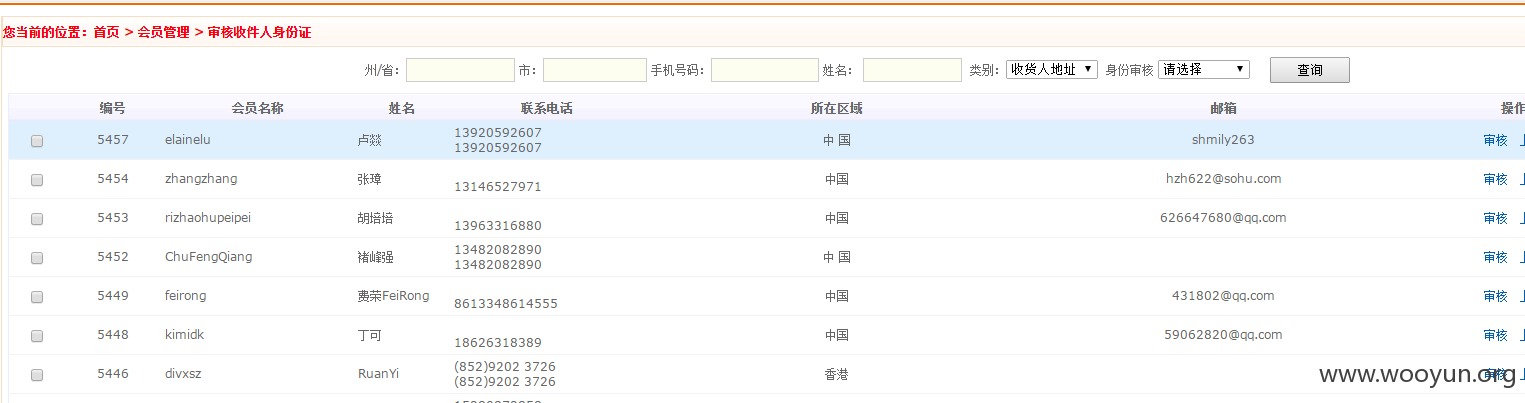 您当前的位置：首页 > 会员管理 > 审核收件人身份证
州/省： 市： 手机号码： 姓名： 类别： 收货人地址 身份审核 请选择 查询
编号 会员名称 姓名 联系电话 所在区域 邮箱 操作
5457 elainelu 卢燚 13920592607 中 国 shmily263 审核
13920592607
5454 zhangzhang 张璋 13146527971 中国 hzh622@sohu.com 审核
5453 rizhaohupeipei 胡培培 13963316880 中国 626647680@qq.com 审核
5452 ChuFengQiang 褚峰强 13482082890 中 国 审核
13482082890
5449 feirong 费荣FeiRong 8613348614555 中国 431802@qq.com 审核
5448 kimidk 丁可 18626318389 中国 59062820@qq.com 审核
5446 divxsz RuanYi (852)9202 3726 香港 审核
(852)9202 3726
www.wooyun.org